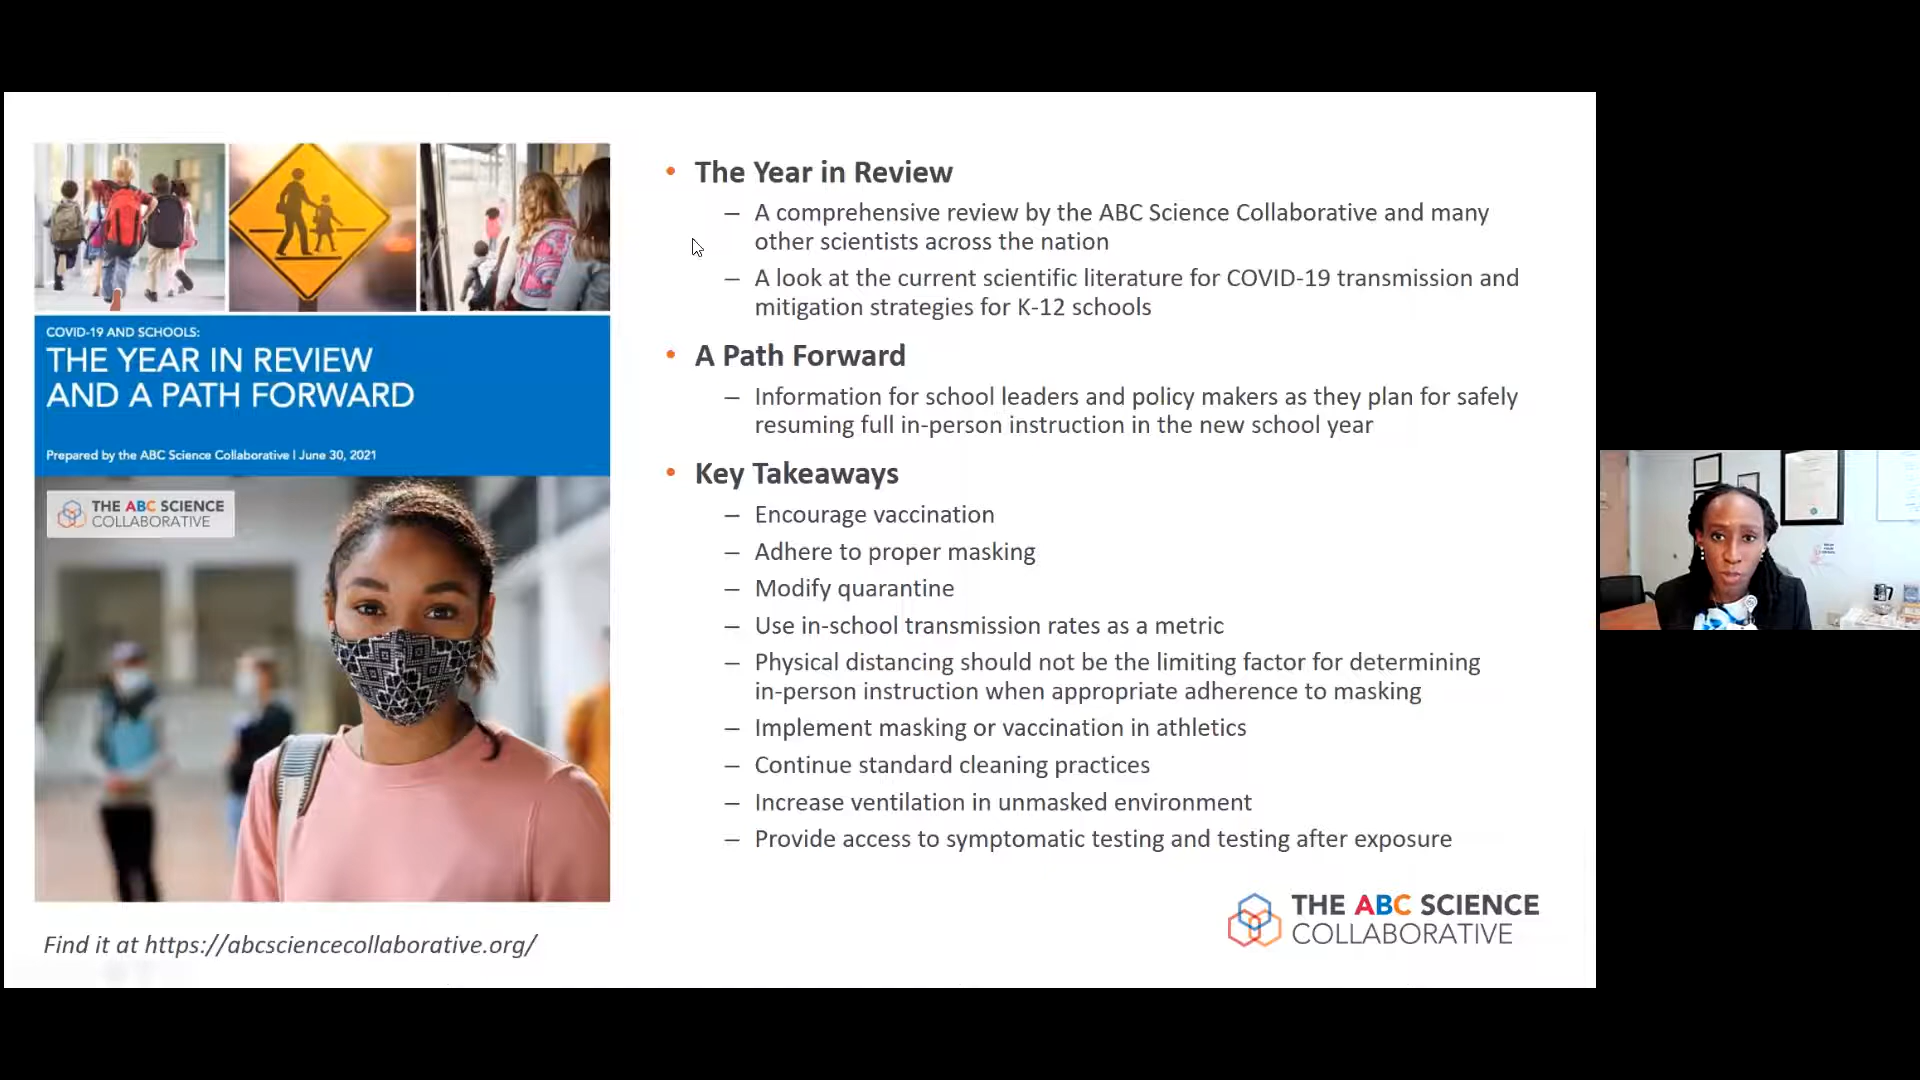 COVID-19 AND SCHOOLS:
THE YEAR IN REVIEW
AND A PATH FORWARD
Prepared by the ABC Science Collaborative | June 30, 2021
THE ABC SCIENCE
COLLABORATIVE
Find it at https://abcsciencecollaborative.org/
• The Year in Review
– A comprehensive review by the ABC Science Collaborative and many
other scientists across the nation
– A look at the current scientific literature for COVID-19 transmission and
mitigation strategies for K-12 schools
• A Path Forward
– Information for school leaders and policy makers as they plan for safely
resuming full in-person instruction in the new school year
• Key Takeaways
– Encourage vaccination
– Adhere to proper masking
– Modify quarantine
– Use in-school transmission rates as a metric
– Physical distancing should not be the limiting factor for determining
in-person instruction when appropriate adherence to masking
– Implement masking or vaccination in athletics
– Continue standard cleaning practices
– Increase ventilation in unmasked environment
– Provide access to symptomatic testing and testing after exposure
THE ABC SCIENCE
COLLABORATIVE